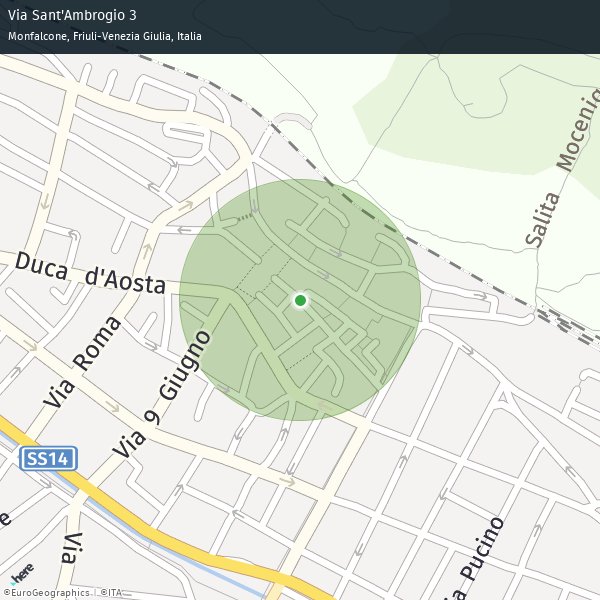 Via Sant'Ambrogio 3
Monfalcone, Friuli-Venezia Giulia, Italia
Salita Mocenig
Duca d'Aosta
Via Roma
Via 9 Giugno
SS14
Via
Pucino
here
©EuroGeographics | ©ITA